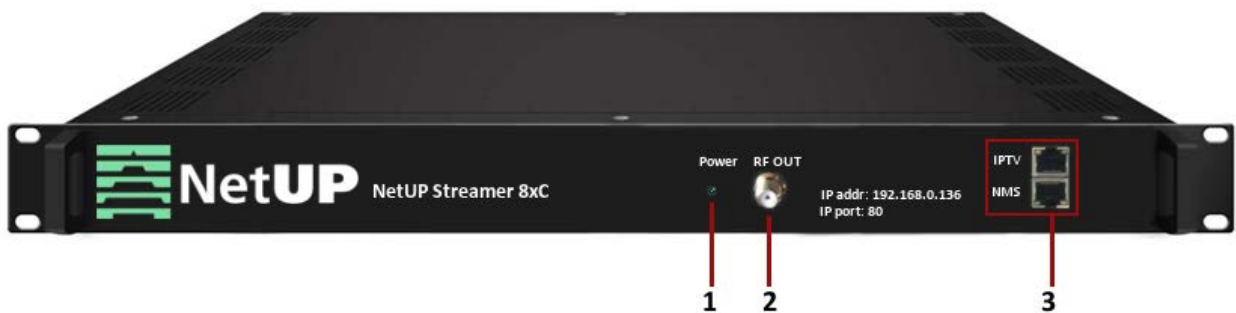 NetUP
NetUP Streamer 8xC
Power
RF OUT
IP addr: 192.168.0.136
IP port: 80
IPTV
NMS
1
2
3